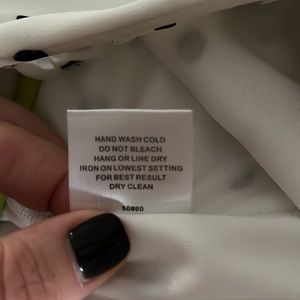 HAND WASH COLD
DO NOT BLEACH
HANG OR LINE DRY
IRON ON LOWEST SETTING
FOR BEST RESULT
DRY CLEAN
50860